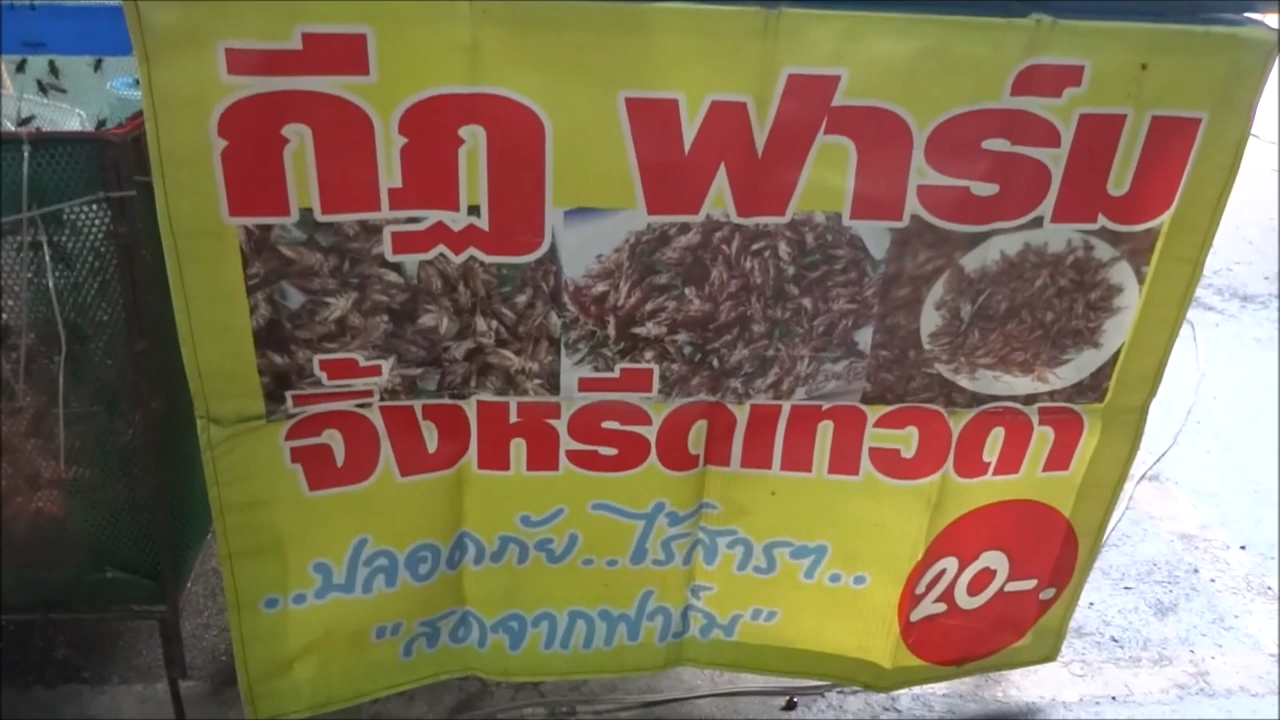 กีฏ ฟาร์ม
จิ้งหรีดเทวดา
..ปลอดภัย..ไร้สารฯ..
"สดจากฟาร์ม"
20-.